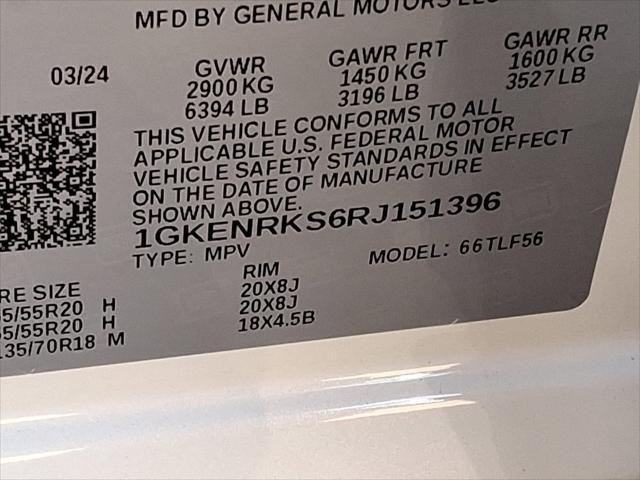 MFD BY GENERAL MOTORS LLC
03/24 GVWR GAWR FRT GAWR RR
2900 KG 1450 KG 1600 KG
6394 LB 3196 LB 3527 LB
THIS VEHICLE CONFORMS TO ALL
APPLICABLE U.S. FEDERAL MOTOR
VEHICLE SAFETY STANDARDS IN EFFECT
ON THE DATE OF MANUFACTURE
SHOWN ABOVE.
1GKENRKS6RJ151396
TYPE: MPV MODEL: 66TLF56
RE SIZE RIM
5/55R20 H 20X8J
5/55R20 H 20X8J
135/70R18 M 18X4.5B